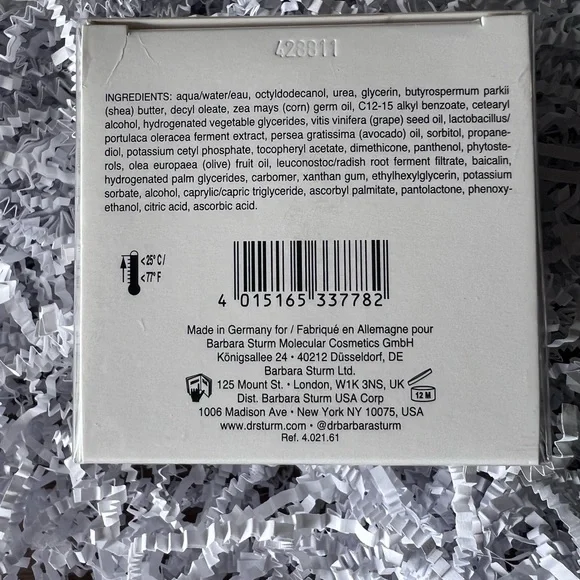 428811
INGREDIENTS: aqua/water/eau, octyldodecanol, urea, glycerin, butyrospermum parkii
(shea) butter, decyl oleate, zea mays (corn) germ oil, C12-15 alkyl benzoate, cetearyl
alcohol, hydrogenated vegetable glycerides, vitis vinifera (grape) seed oil, lactobacillus/
portulaca oleracea ferment extract, persea gratissima (avocado) oil, sorbitol, propane-
diol, potassium cetyl phosphate, tocopheryl acetate, dimethicone, panthenol, phytoste-
rols, olea europaea (olive) fruit oil, leuconostoc/radish root ferment filtrate, baicalin,
hydrogenated palm glycerides, carbomer, xanthan gum, ethylhexylglycerin, potassium
sorbate, alcohol, caprylic/capric triglyceride, ascorbyl palmitate, pantolactone, phenoxy-
ethanol, citric acid, ascorbic acid.
<25° C /
<77° F
4 015165 337782
Made in Germany for / Fabriqué en Allemagne pour
Barbara Sturm Molecular Cosmetics GmbH
Königsallee 24 • 40212 Düsseldorf, DE
Barbara Sturm Ltd.
125 Mount St. • London, W1K 3NS, UK
12 M
Dist. Barbara Sturm USA Corp
1006 Madison Ave • New York NY 10075, USA
www.drsturm.com • @drbarbarasturm
Ref. 4.021.61